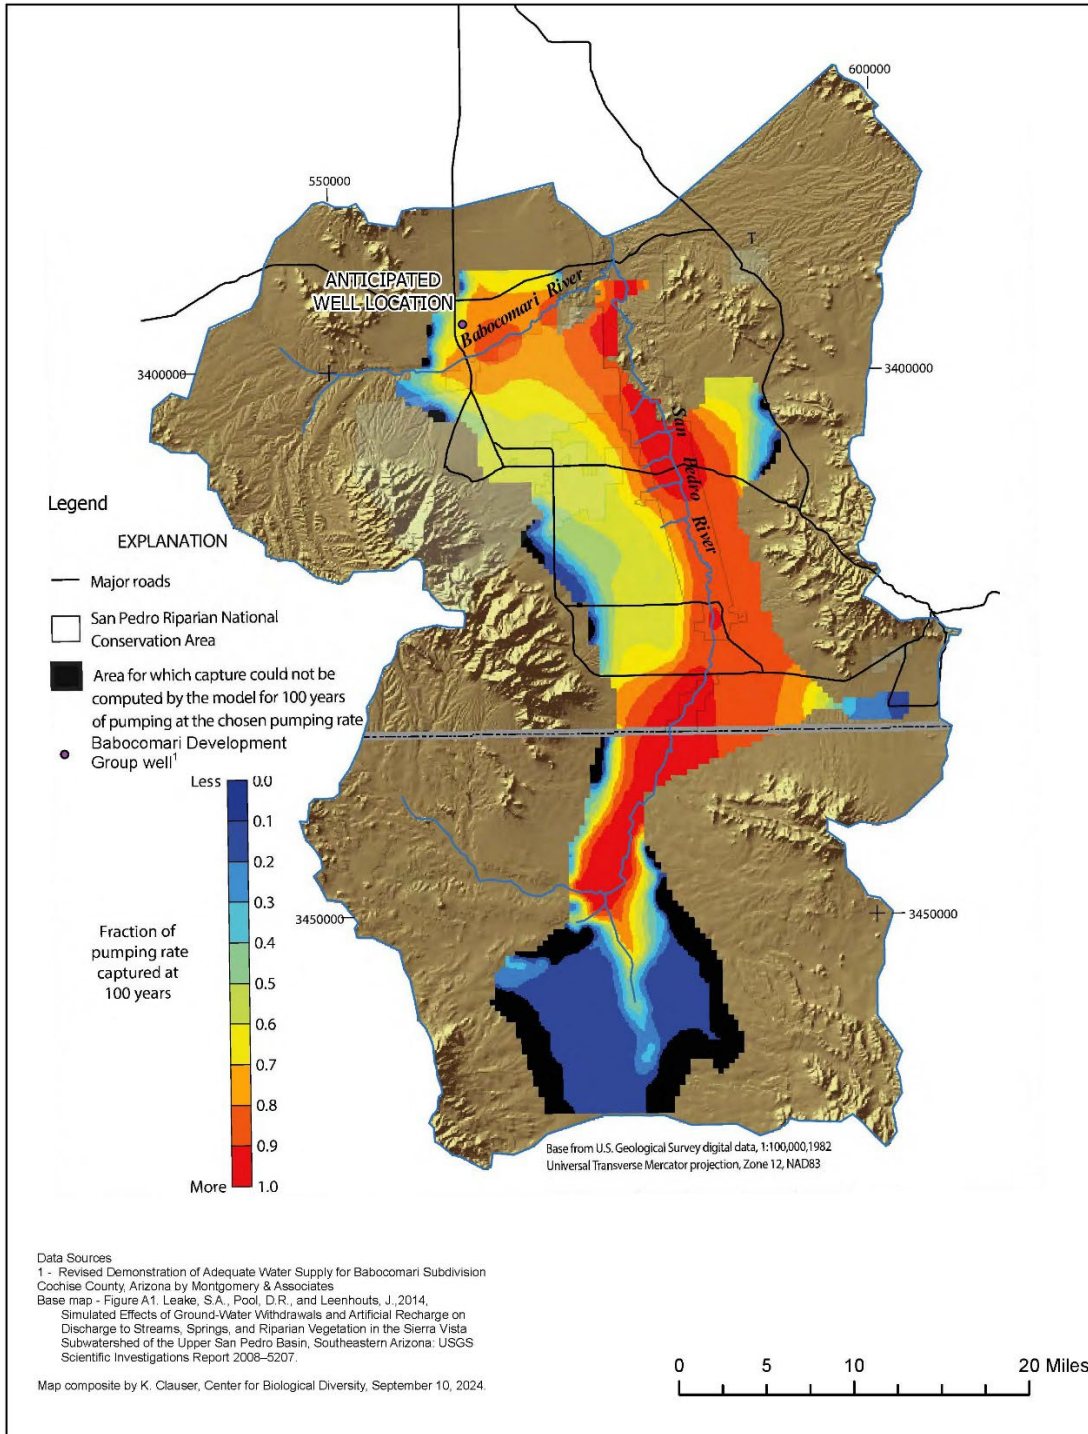 600000
550000
T
ANTICIPATED
WELL LOCATION
Babocomari River
3400000
3400000
San Pedro River
Legend
EXPLANATION
Major roads
San Pedro Riparian National
Conservation Area
Area for which capture could not be
computed by the model for 100 years
of pumping at the chosen pumping rate
Babocomari Development
Group well1
Less
0.0
0.1
0.2
0.3
0.4
0.5
0.6
0.7
0.8
0.9
More
1.0
Fraction of
pumping rate
captured at
100 years
3450000
3450000
Base from U.S. Geological Survey digital data, 1:100,000,1982
Universal Transverse Mercator projection, Zone 12, NAD83
Data Sources
1 - Revised Demonstration of Adequate Water Supply for Babocomari Subdivision
Cochise County, Arizona by Montgomery & Associates
Base map - Figure A1. Leake, S.A., Pool, D.R., and Leenhouts, J.,2014,
Simulated Effects of Ground-Water Withdrawals and Artificial Recharge on
Discharge to Streams, Springs, and Riparian Vegetation in the Sierra Vista
Subwatershed of the Upper San Pedro Basin, Southeastern Arizona: USGS
Scientific Investigations Report 2008–5207.
Map composite by K. Clauser, Center for Biological Diversity, September 10, 2024.
0 5 10 20 Miles